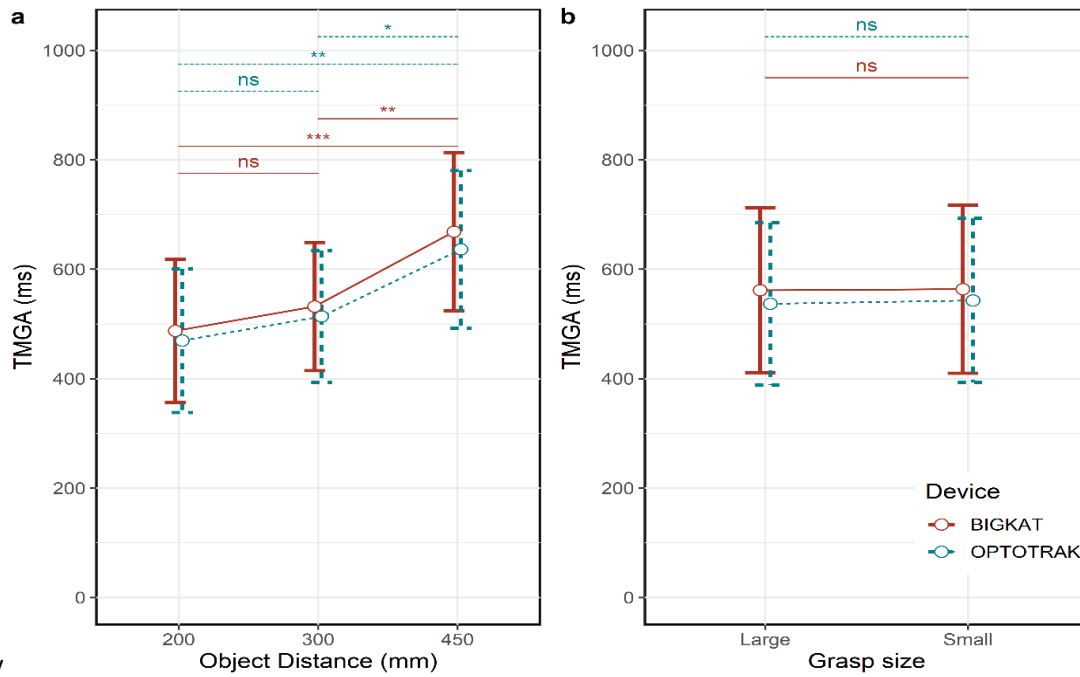 a
TMGA (ms)
1000
800
600
400
200
0
*
**
ns
**
***
ns
200 300 450
Object Distance (mm)
b
TMGA (ms)
1000
800
600
400
200
0
ns
ns
Device
BIGKAT
OPTOTRAK
Large Small
Grasp size